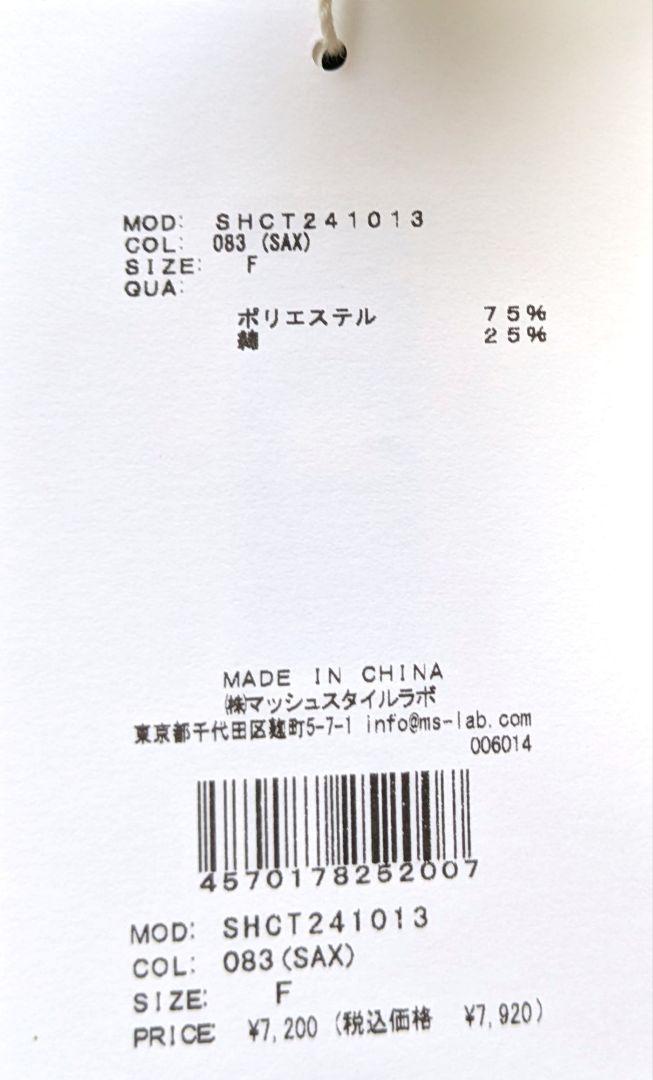 MOD: SHCT241013
COL: 083 (SAX)
SIZE: F
QUA:
ポリエステル 75%
綿 25%
MADE IN CHINA
㈱マッシュスタイルラボ
東京都千代田区麹町5-7-1 info@ms-lab.com
006014
4570178252007
MOD: SHCT241013
COL: 083(SAX)
SIZE: F
PRICE ¥7,200 (税込価格 ¥7,920)